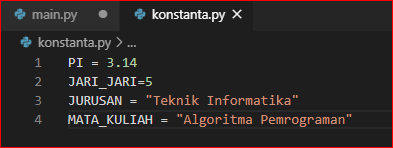 main.py konstanta.py
konstanta.py > ...
1 PI = 3.14
2 JARI_JARI=5
3 JURUSAN = "Teknik Informatika"
4 MATA_KULIAH = "Algoritma Pemrograman"